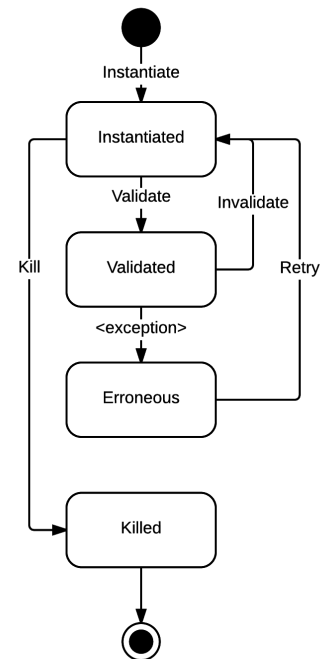 Instantiate
Instantiated
Validate
Invalidate
Kill
Validated
Retry
<exception>
Erroneous
Killed